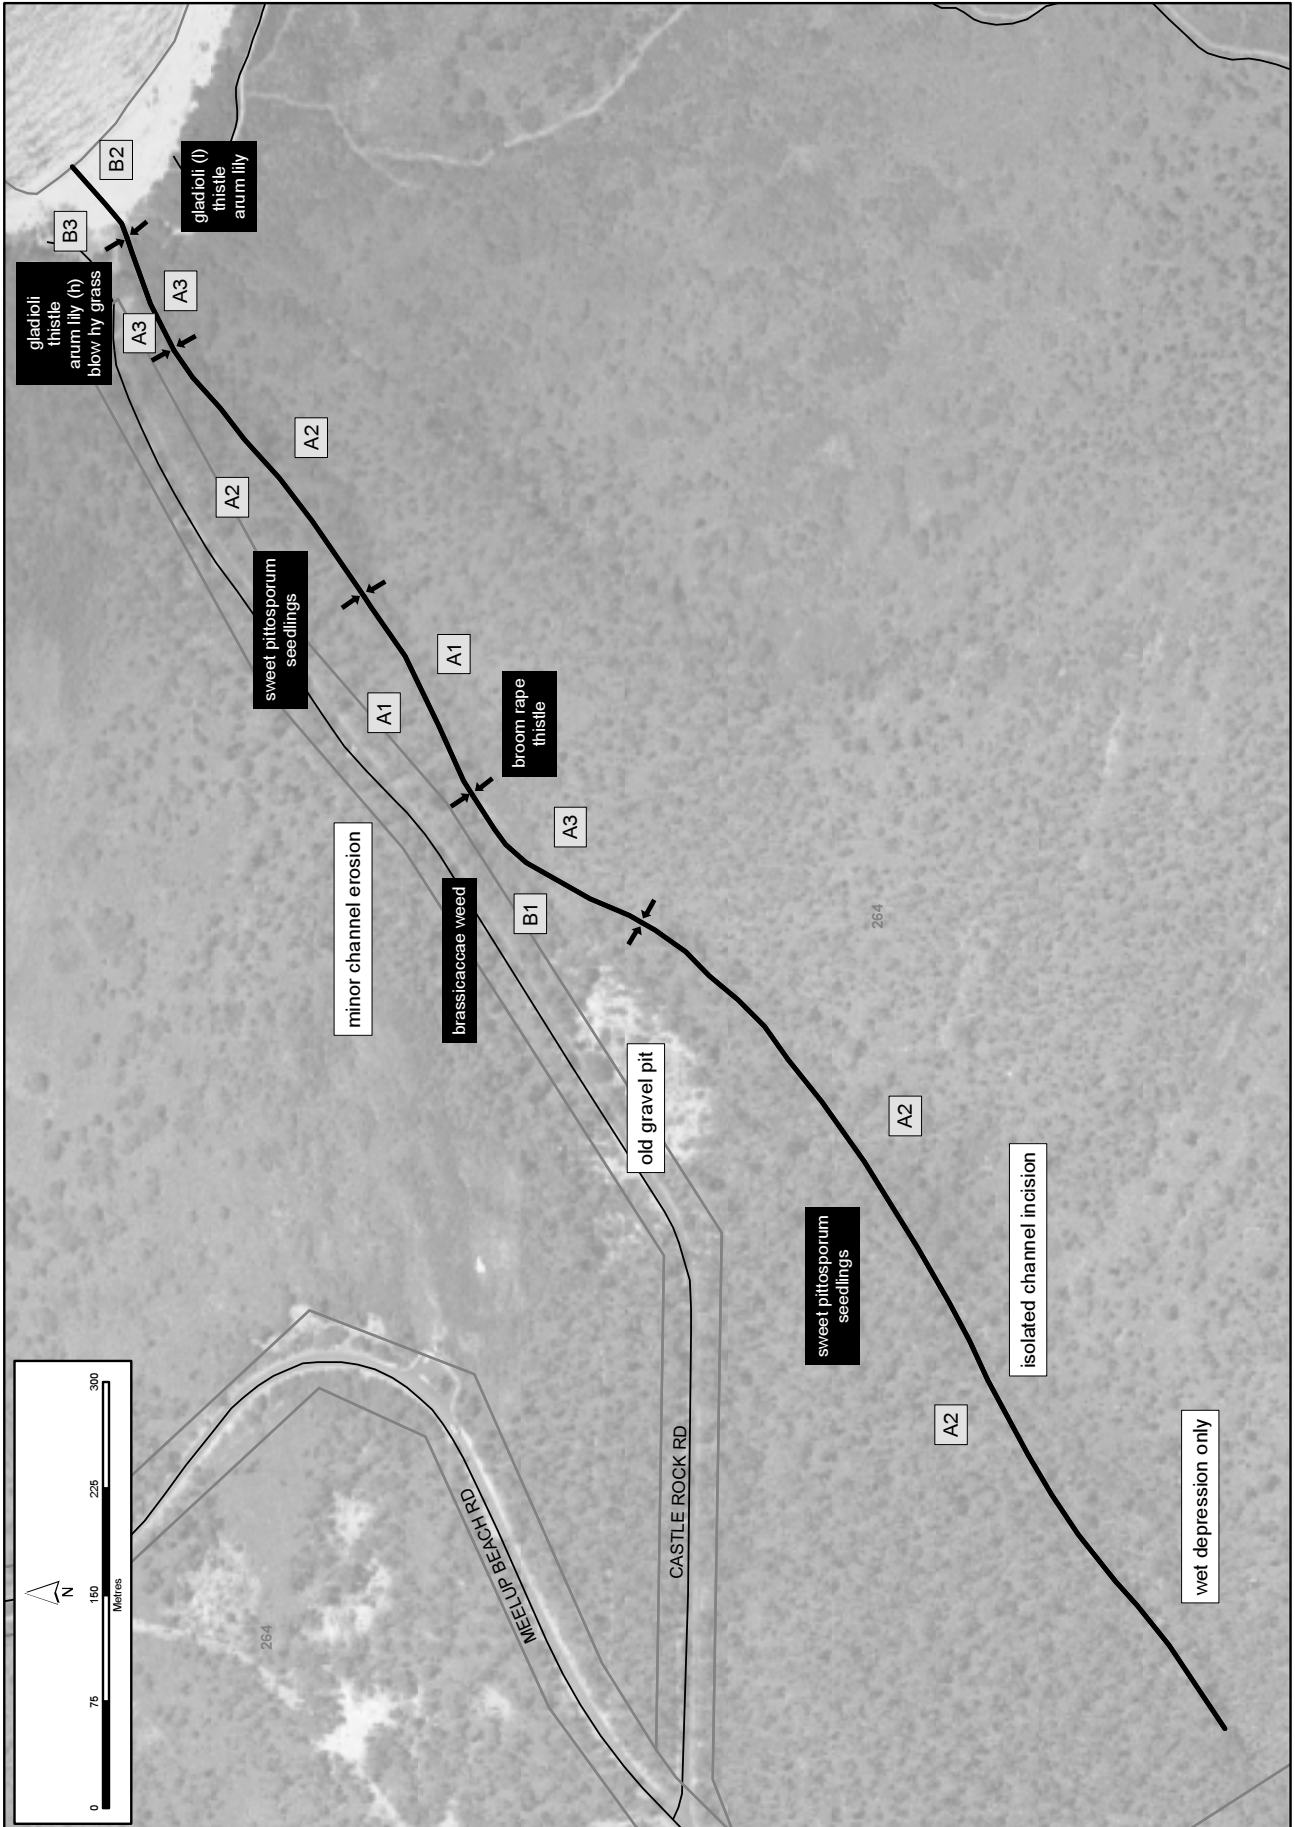 B2
gladioli (l)
thistle
arum lily
B3
gladioli
thistle
arum lily (h)
blow hy grass
A3
A3
A2
A2
sweet pittosporum
seedlings
A1
A1
broom rape
thistle
A3
minor channel erosion
brassicaccae weed
B1
264
old gravel pit
A2
sweet pittosporum
seedlings
isolated channel incision
A2
wet depression only
CASTLE ROCK RD
MEELUP BEACH RD
264
N
0 75 150 225 300
Metres